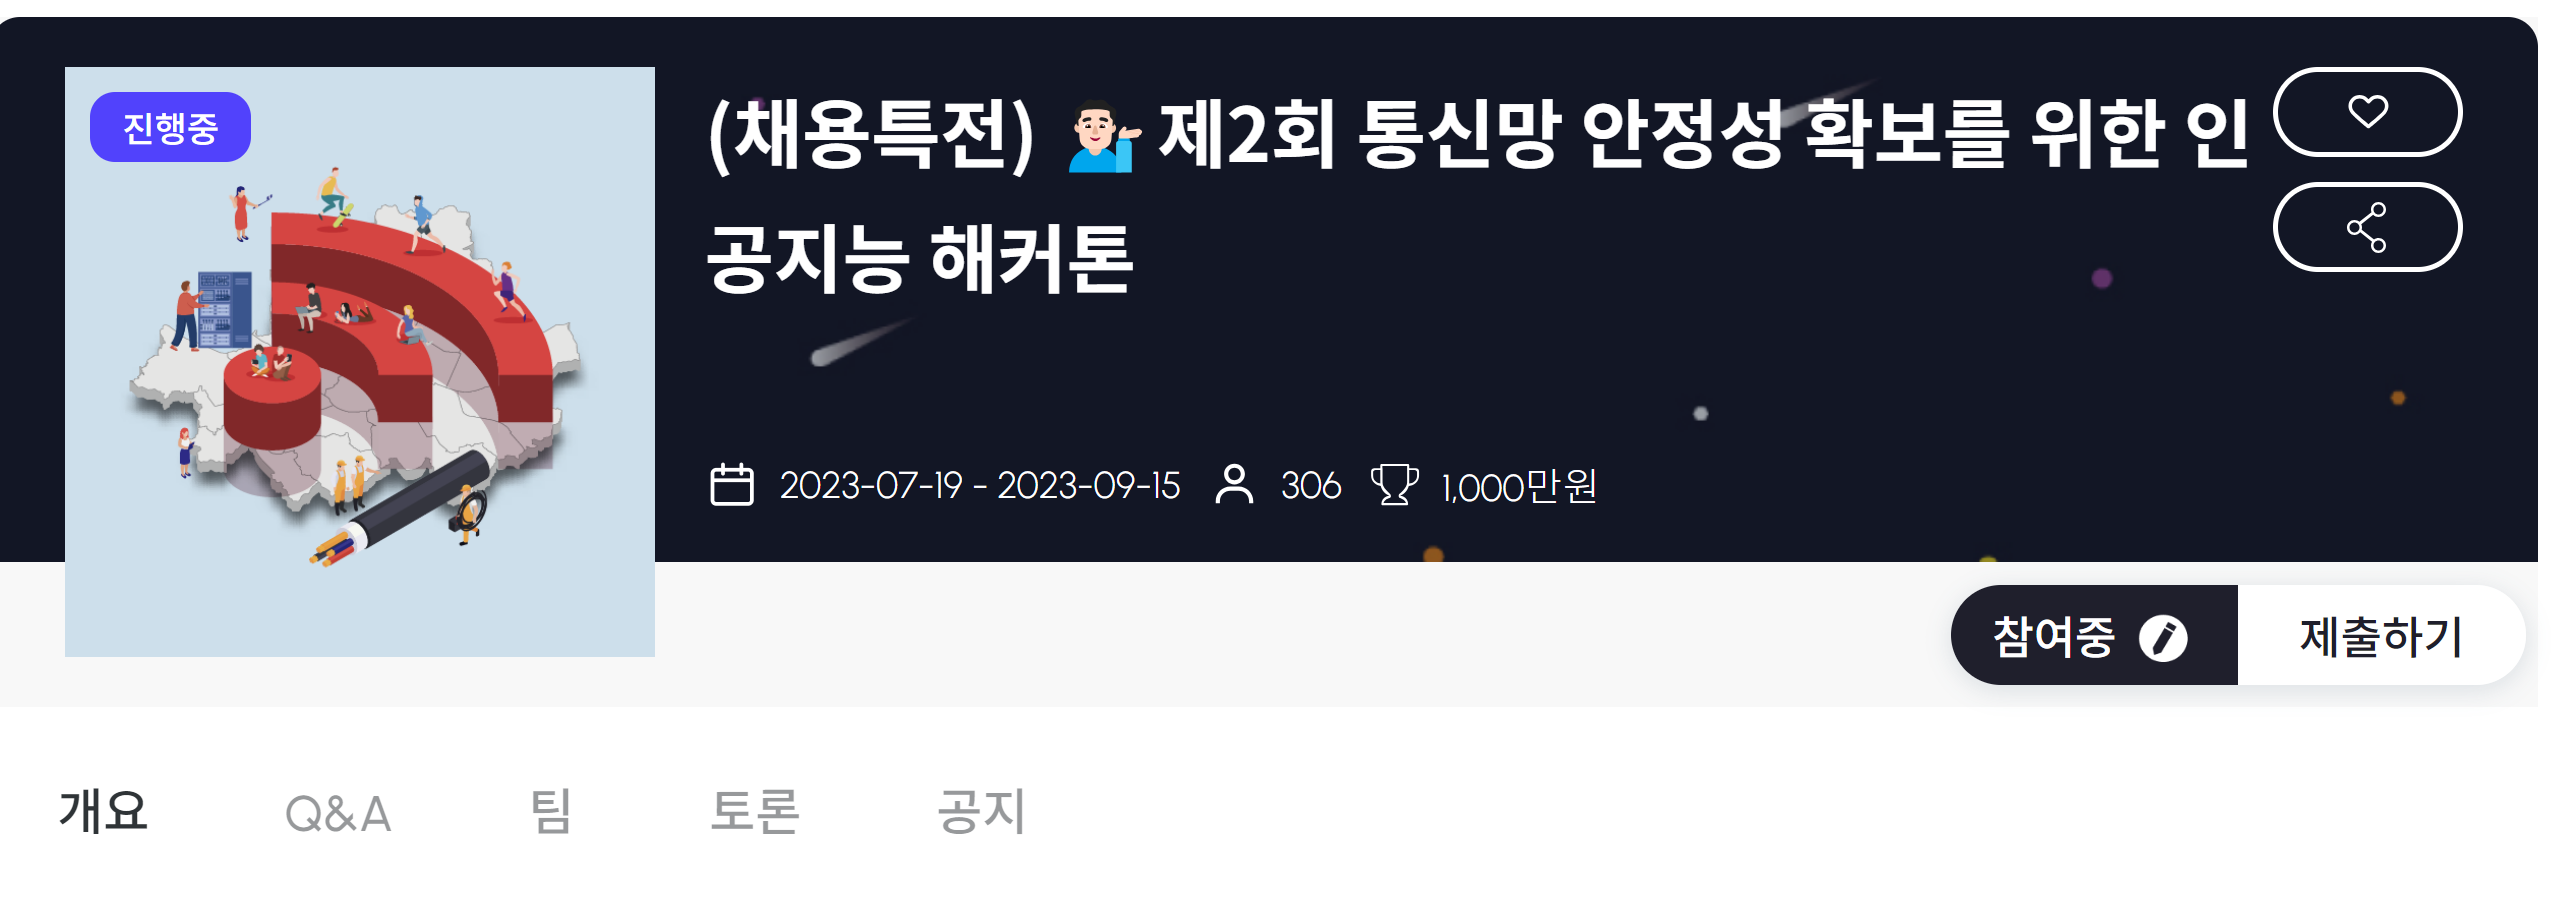 진행중
(채용특전) 💁🏻‍♂️ 제2회 통신망 안정성 확보를 위한 인
공지능 해커톤
2023-07-19 - 2023-09-15 306 1,000만원
참여중 제출하기
개요 Q&A 팀 토론 공지